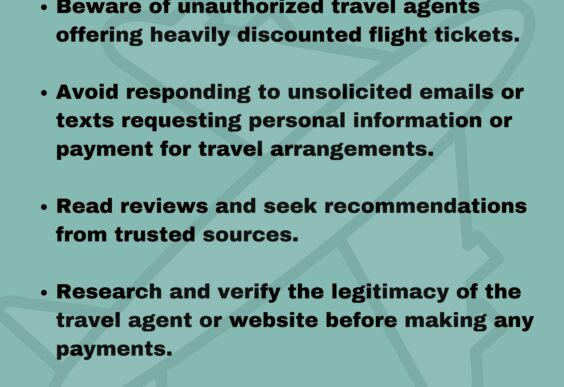 • Beware of unauthorized travel agents
offering heavily discounted flight tickets.
• Avoid responding to unsolicited emails or
texts requesting personal information or
payment for travel arrangements.
• Read reviews and seek recommendations
from trusted sources.
• Research and verify the legitimacy of the
travel agent or website before making any
payments.